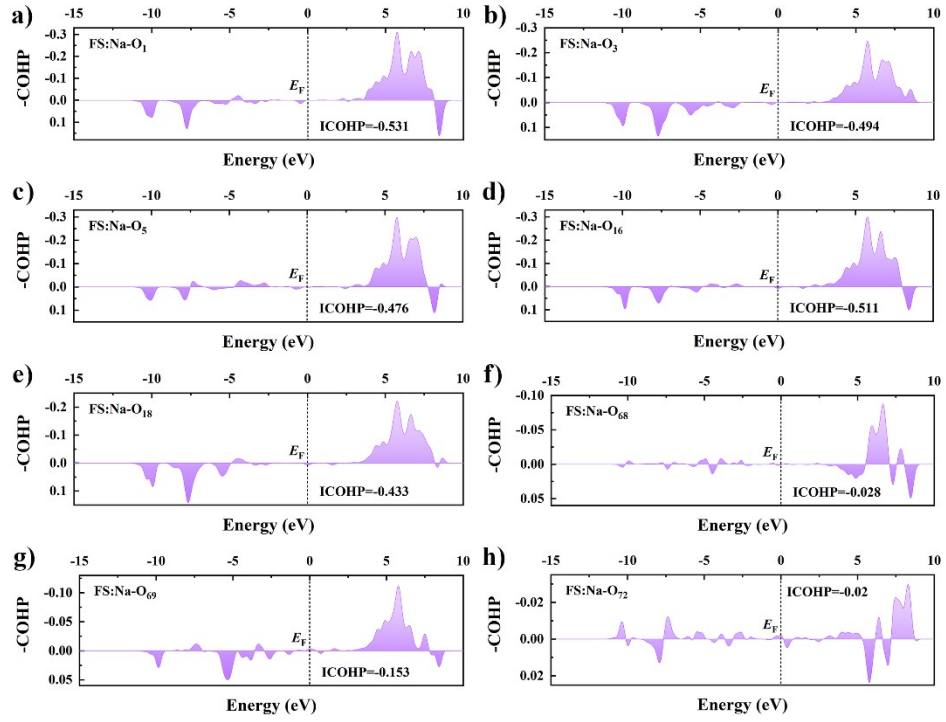 a)
-15 -10 -5 0 5 10
-0.3
-0.2
-0.1
0.0
0.1
-COHP
FS:Na-O1
EF
ICOHP=-0.531
Energy (eV)
b)
-15 -10 -5 0 5 10
-0.3
-0.2
-0.1
0.0
0.1
-COHP
FS:Na-O3
EF
ICOHP=-0.494
Energy (eV)
c)
-15 -10 -5 0 5 10
-0.3
-0.2
-0.1
0.0
0.1
-COHP
FS:Na-O5
EF
ICOHP=-0.476
Energy (eV)
d)
-15 -10 -5 0 5 10
-0.3
-0.2
-0.1
0.0
0.1
-COHP
FS:Na-O16
EF
ICOHP=-0.511
Energy (eV)
e)
-15 -10 -5 0 5 10
-0.2
-0.1
0.0
0.1
-COHP
FS:Na-O18
EF
ICOHP=-0.433
Energy (eV)
f)
-15 -10 -5 0 5 10
-0.10
-0.05
0.00
0.05
-COHP
FS:Na-O68
EF
ICOHP=-0.028
Energy (eV)
g)
-15 -10 -5 0 5 10
-0.10
-0.05
0.00
0.05
-COHP
FS:Na-O69
EF
ICOHP=-0.153
Energy (eV)
h)
-15 -10 -5 0 5 10
-0.02
0.00
0.02
-COHP
FS:Na-O72
ICOHP=-0.02
EF
Energy (eV)